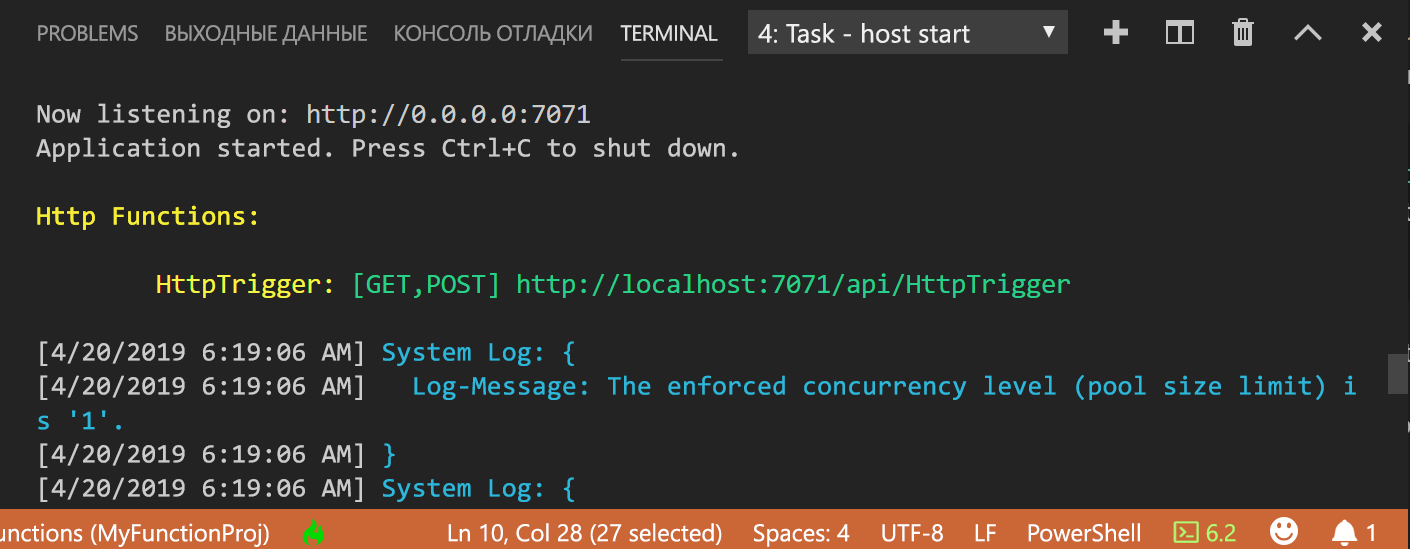 PROBLEMS ВЫХОДНЫЕ ДАННЫЕ КОНСОЛЬ ОТЛАДКИ TERMINAL 4: Task - host start
Now listening on: http://0.0.0.0:7071
Application started. Press Ctrl+C to shut down.
Http Functions:
HttpTrigger: [GET,POST] http://localhost:7071/api/HttpTrigger
[4/20/2019 6:19:06 AM] System Log: {
[4/20/2019 6:19:06 AM]   Log-Message: The enforced concurrency level (pool size limit) i
s '1'.
[4/20/2019 6:19:06 AM] }
[4/20/2019 6:19:06 AM] System Log: {
unctions (MyFunctionProj) Ln 10, Col 28 (27 selected) Spaces: 4 UTF-8 LF PowerShell 6.2 1